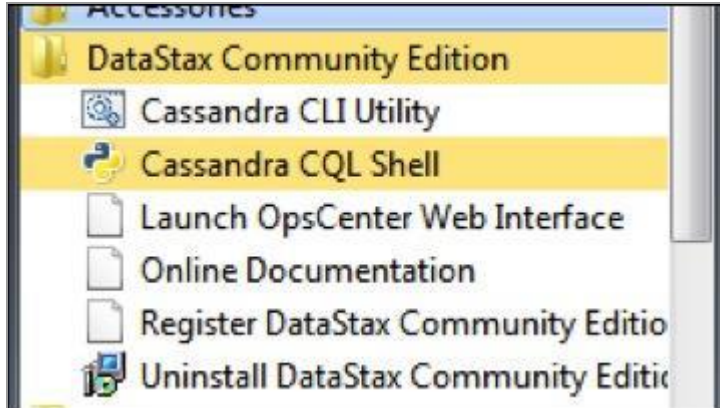 Accessories
DataStax Community Edition
Cassandra CLI Utility
Cassandra CQL Shell
Launch OpsCenter Web Interface
Online Documentation
Register DataStax Community Editio
Uninstall DataStax Community Editic